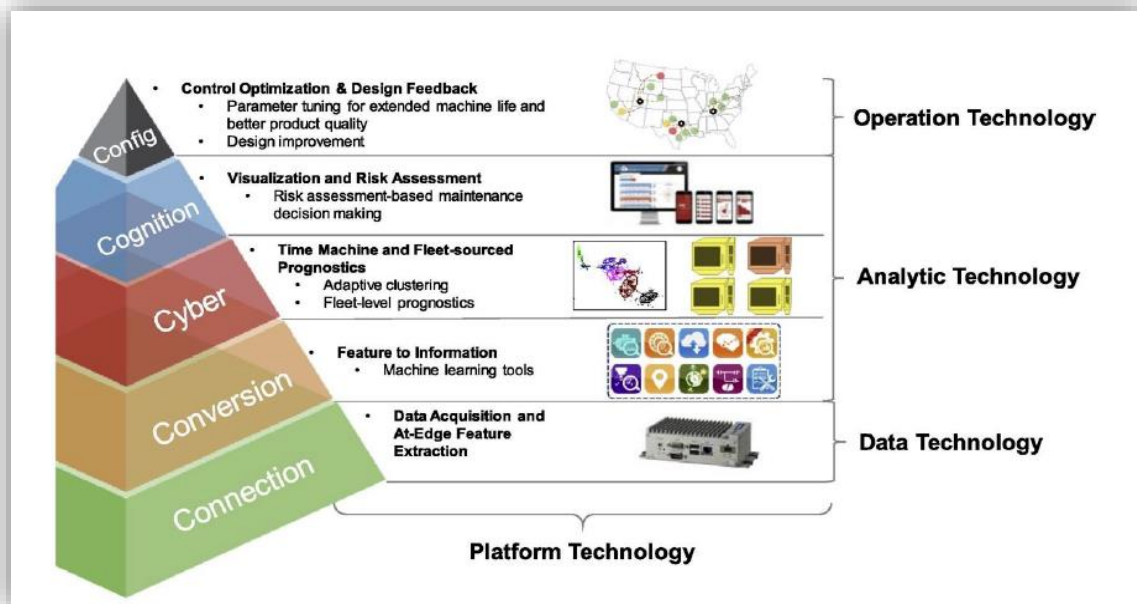 Config
• Control Optimization & Design Feedback
• Parameter tuning for extended machine life and
better product quality
• Design improvement
Operation Technology
Cognition
• Visualization and Risk Assessment
• Risk assessment-based maintenance
decision making
Cyber
• Time Machine and Fleet-sourced
Prognostics
• Adaptive clustering
• Fleet-level prognostics
Analytic Technology
Conversion
• Feature to Information
• Machine learning tools
Connection
• Data Acquisition and
At-Edge Feature
Extraction
Data Technology
Platform Technology